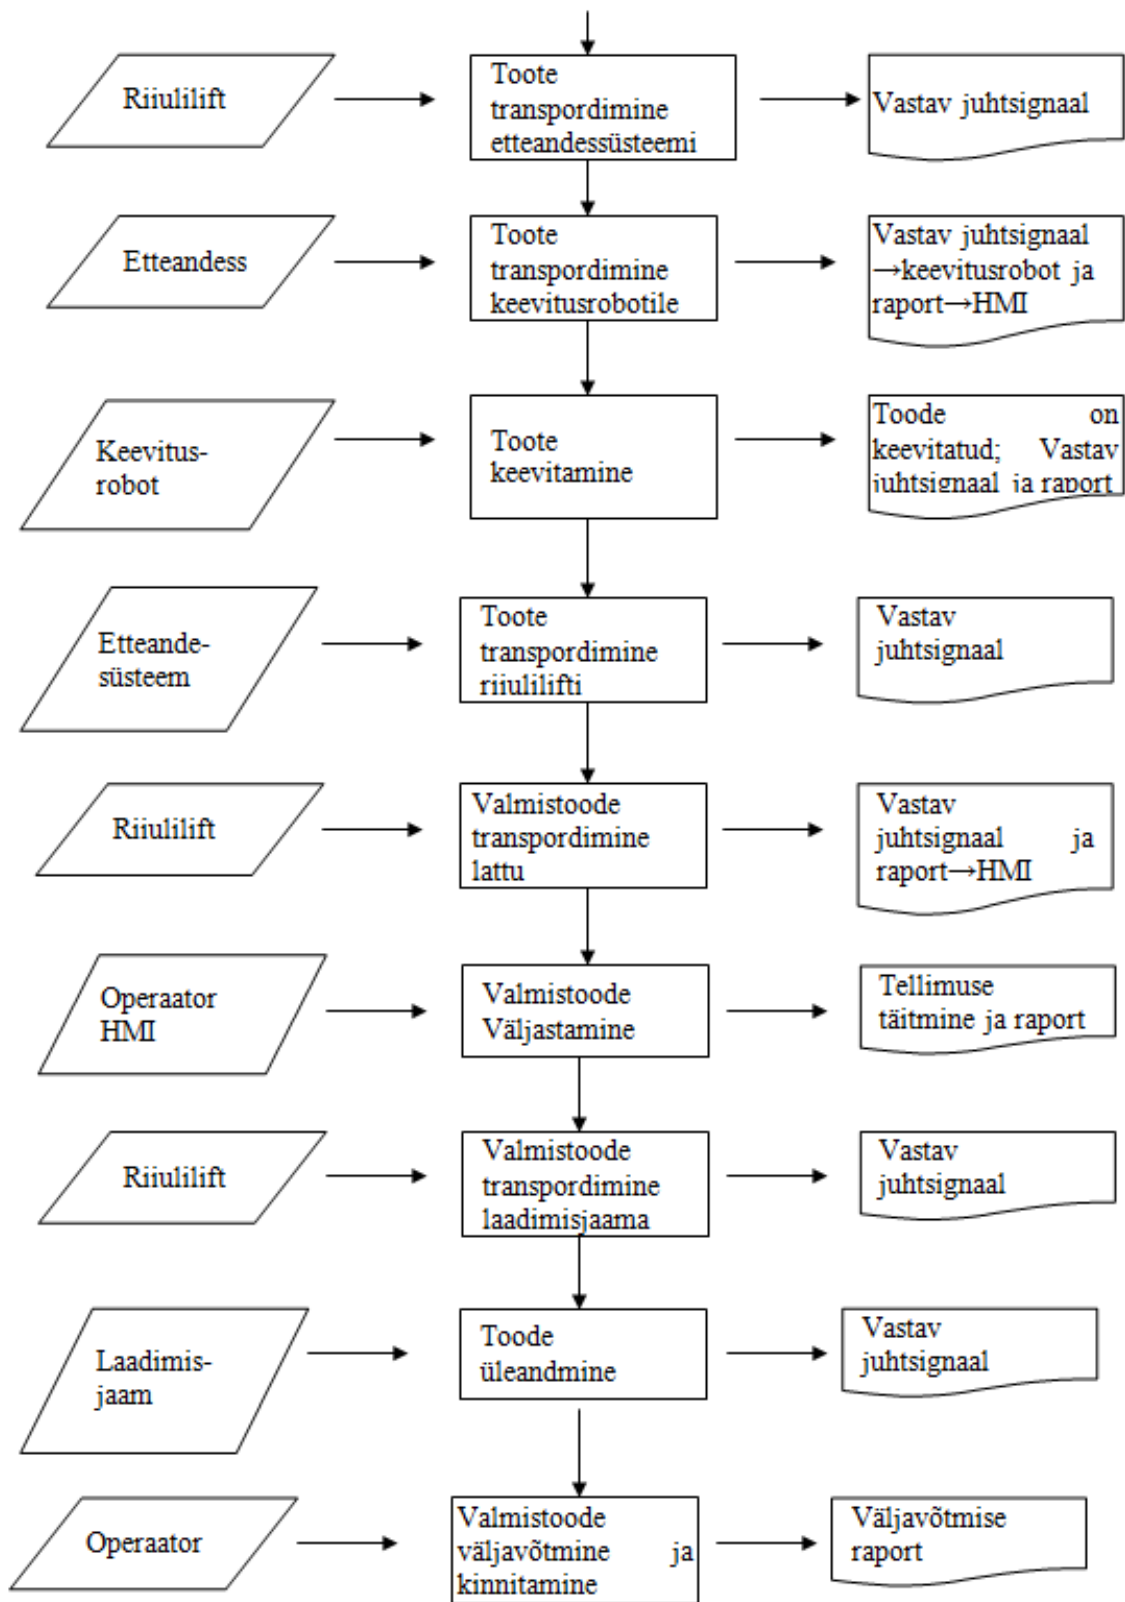 Riiulilift
Toote
transpordimine
etteandessüsteemi
Vastav juhtsignaal
Etteandess
Toote
transpordimine
keevitusrobotile
Vastav juhtsignaal
→keevitusrobot ja
raport→HMI
Keevitus-
robot
Toote
keevitamine
Toode on
keevitatud; Vastav
juhtsignaal ja raport
Etteande-
süsteem
Toote
transpordimine
riiulilifti
Vastav
juhtsignaal
Riiulilift
Valmistoode
transpordimine
lattu
Vastav
juhtsignaal ja
raport→HMI
Operaator
HMI
Valmistoode
Väljastamine
Tellimuse
täitmine ja raport
Riiulilift
Valmistoode
transpordimine
laadimisjaama
Vastav
juhtsignaal
Laadimis-
jaam
Toode
üleandmine
Vastav
juhtsignaal
Operaator
Valmistoode
väljavõtmine ja
kinnitamine
Väljavõtmise
raport